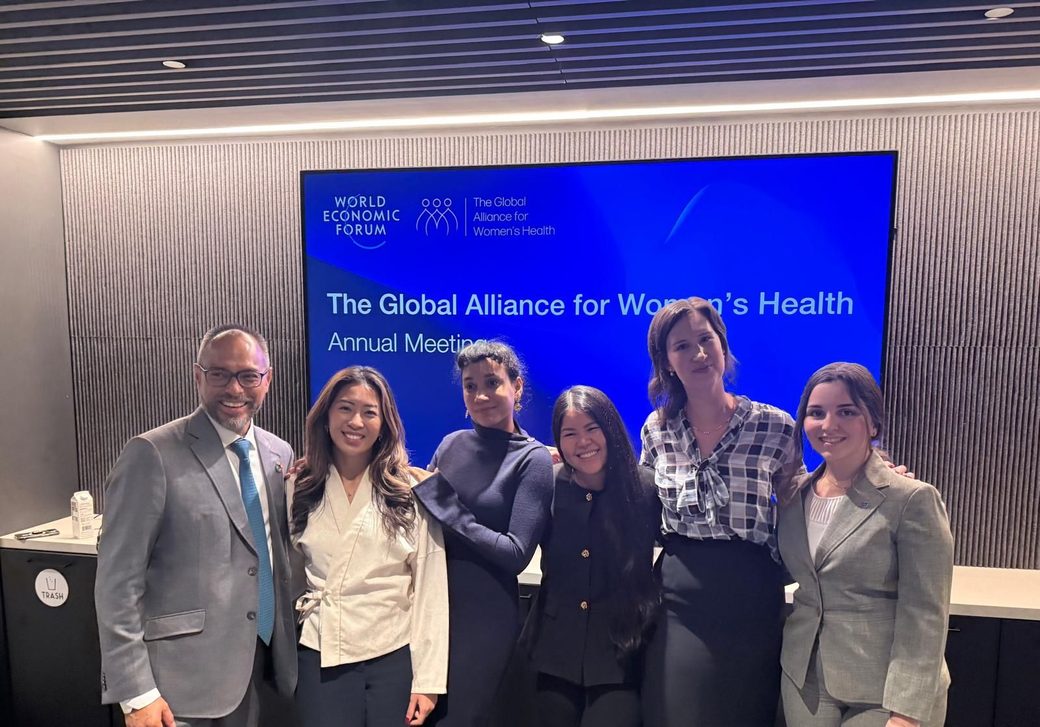 WORLD
ECONOMIC
FORUM
The Global
Alliance for
Women's Health
The Global Alliance for Women's Health
Annual Meeting
TRASH